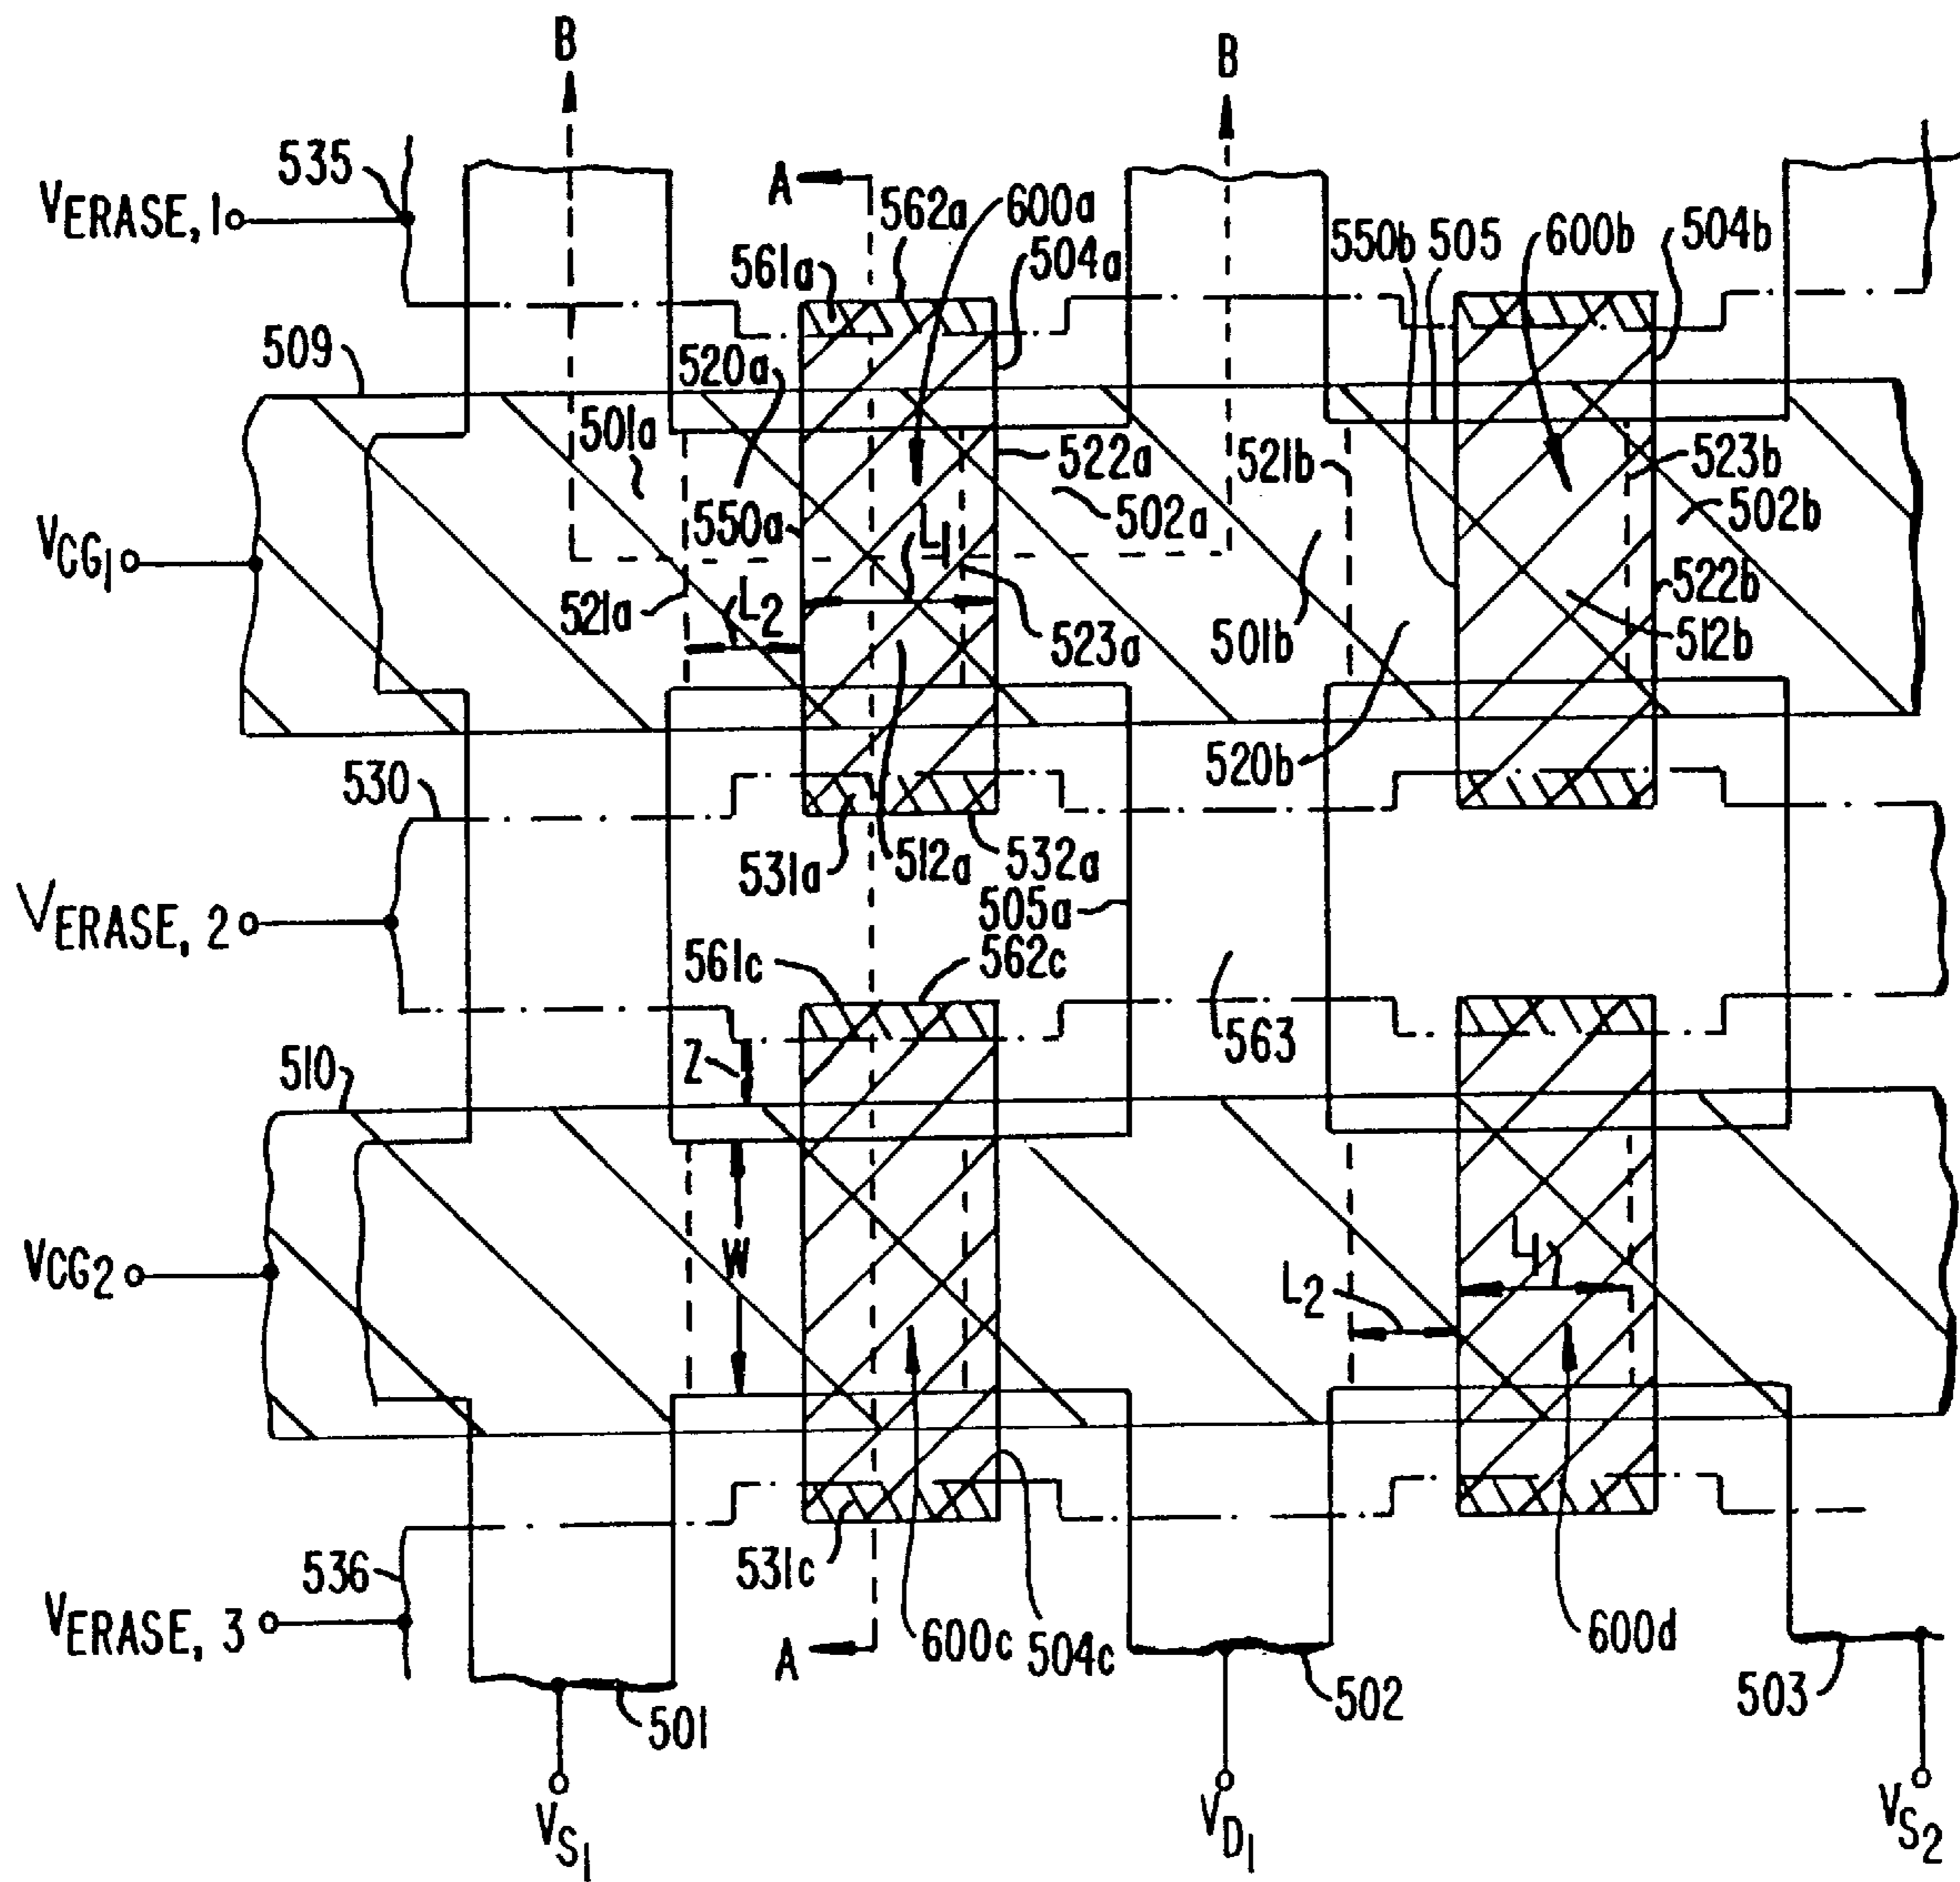 B
B
535
A
562a
600a
550b
505
600b
504b
VERASE, 1
561a
504a
509
520a
501a
522a
521b
523b
550a
502a
502b
VCG1
L1
521a
L2
522b
523a
501b
512b
530
520b
531a
512a
532a
505a
VERASE, 2
561c
562c
563
Z
510
W
L1
VCG2
L2
536
531c
VERASE, 3
A
600c
504c
600d
501
502
503
VS1
VD1
VS2